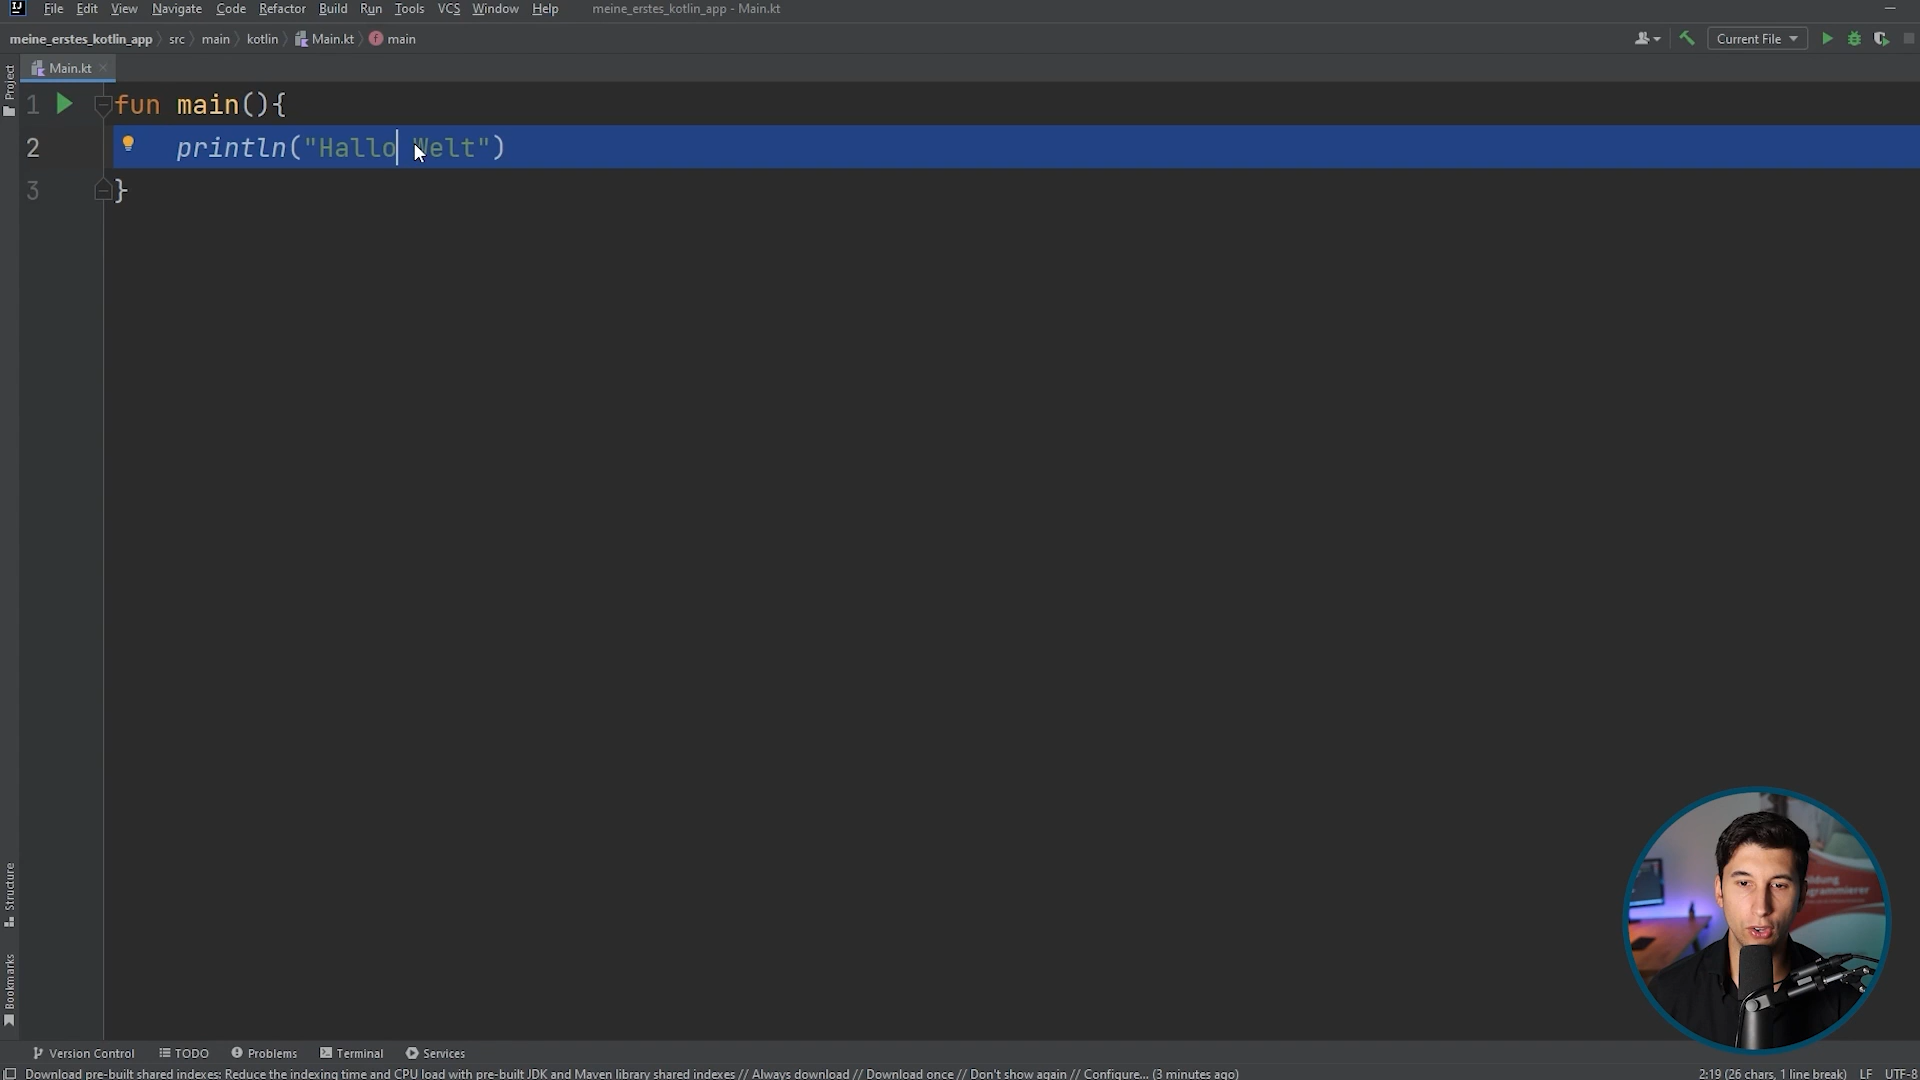 File Edit View Navigate Code Refactor Build Run Tools VCS Window Help meine_erstes_kotlin_app - Main.kt
meine_erstes_kotlin_app src main kotlin Main.kt main Current File
Main.kt
Project
1 fun main(){
2 println("Hallo Welt")
3 }
Structure
Bookmarks
Version Control TODO Problems Terminal Services
Download pre-built shared indexes: Reduce the indexing time and CPU load with pre-built JDK and Maven library shared indexes // Always download // Download once // Don't show again // Configure... (3 minutes ago) 2:19 (26 chars, 1 line break) LF UTF-8